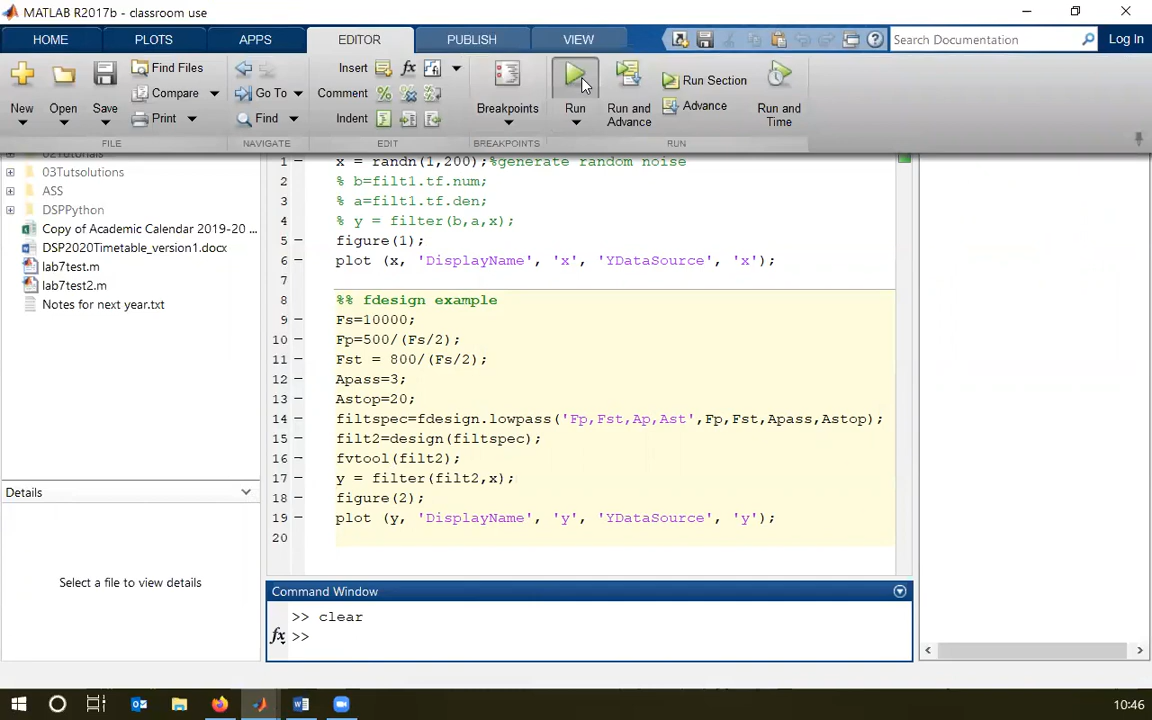 MATLAB R2017b - classroom use
HOME PLOTS APPS EDITOR PUBLISH VIEW Search Documentation Log In
New Open Save Find Files Compare Print
FILE
Go To Find
NAVIGATE
Insert fx
Comment
Indent
EDIT
Breakpoints
BREAKPOINTS
Run Run and Advance Run Section Advance Run and Time
RUN
03Tutsolutions
ASS
DSPPython
Copy of Academic Calendar 2019-20 ...
DSP2020Timetable_version1.docx
lab7test.m
lab7test2.m
Notes for next year.txt
Details
Select a file to view details
1 x = randn(1,200);%generate random noise
2 % b=filt1.tf.num;
3 % a=filt1.tf.den;
4 % y = filter(b,a,x);
5 figure(1);
6 plot (x, 'DisplayName', 'x', 'YDataSource', 'x');
7
8 %% fdesign example
9 Fs=10000;
10 Fp=500/(Fs/2);
11 Fst = 800/(Fs/2);
12 Apass=3;
13 Astop=20;
14 filtspec=fdesign.lowpass('Fp,Fst,Ap,Ast',Fp,Fst,Apass,Astop);
15 filt2=design(filtspec);
16 fvtool(filt2);
17 y = filter(filt2,x);
18 figure(2);
19 plot (y, 'DisplayName', 'y', 'YDataSource', 'y');
20
Command Window
>> clear
fx >>
10:46